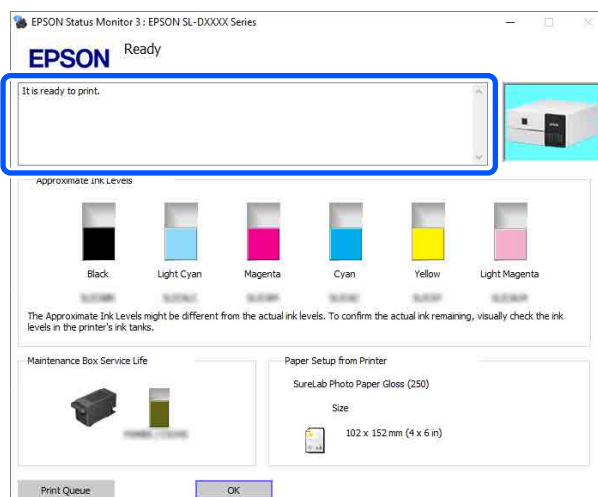 EPSON Status Monitor 3 : EPSON SL-DXXXX Series
EPSON
Ready
It is ready to print.
Approximate Ink Levels
Black
Light Cyan
Magenta
Cyan
Yellow
Light Magenta
The Approximate Ink Levels might be different from the actual ink levels. To confirm the actual ink remaining, visually check the ink
levels in the printer's ink tanks.
Maintenance Box Service Life
Paper Setup from Printer
SureLab Photo Paper Gloss (250)
Size
102 x 152 mm (4 x 6 in)
Print Queue
OK